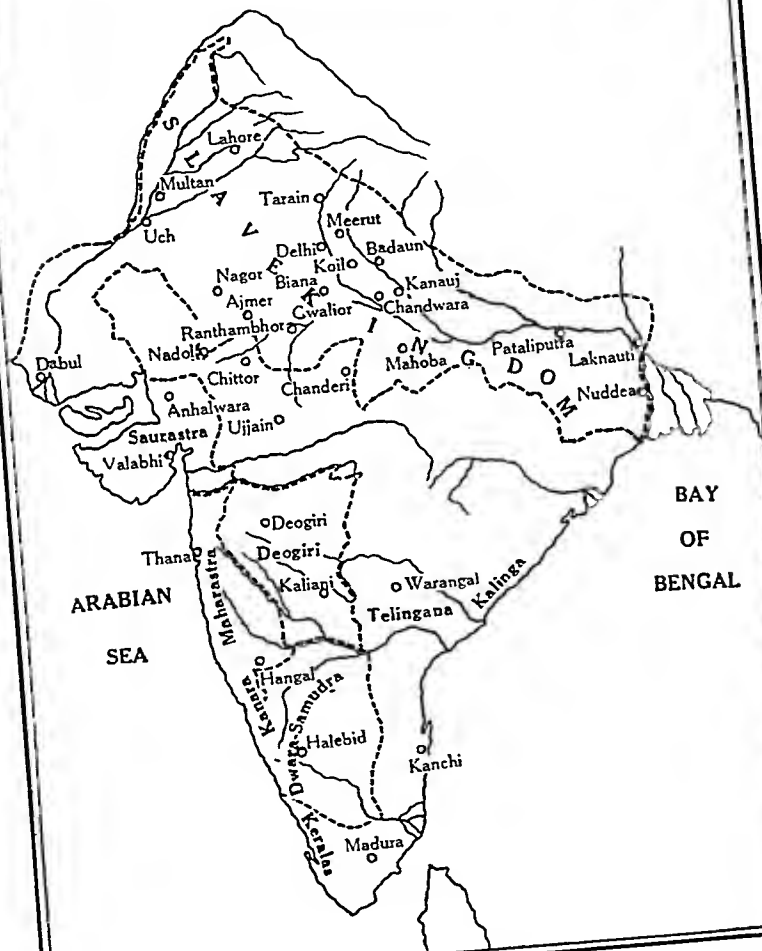 SLAVE KINGDOM
Lahore
Multan
Uch
Tarain
Meerut
Delhi
Badaun
Koil
Nagor
Biana
Kanauj
Ajmer
Gwalior
Chandwara
Ranthambhor
Nadol
Mahoba
Pataliputra
Laknauti
Dabul
Chittor
Chanderi
Nuddea
Anhalwara
Ujjain
Saurastra
Valabhi
BAY
OF
BENGAL
Deogiri
Deogiri
Thana
Kaliani
Warangal
Maharastra
Telingana
Kalinga
ARABIAN
SEA
Hangal
Kanara
Dwara-Samudra
Halebid
Kanchi
Keralas
Madura